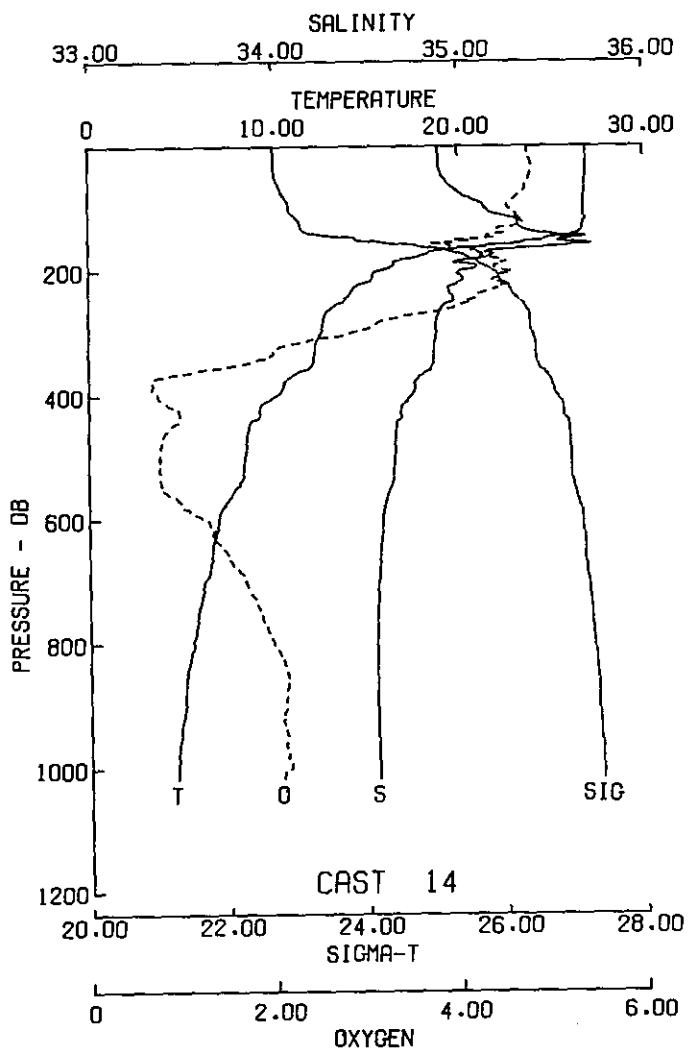 SALINITY
33.00 34.00 35.00 36.00
TEMPERATURE
0 10.00 20.00 30.00
200
400
600
800
1000
1200
PRESSURE - DB
T O S SIG
CAST 14
20.00 22.00 24.00 26.00 28.00
SIGMA-T
0 2.00 4.00 6.00
OXYGEN